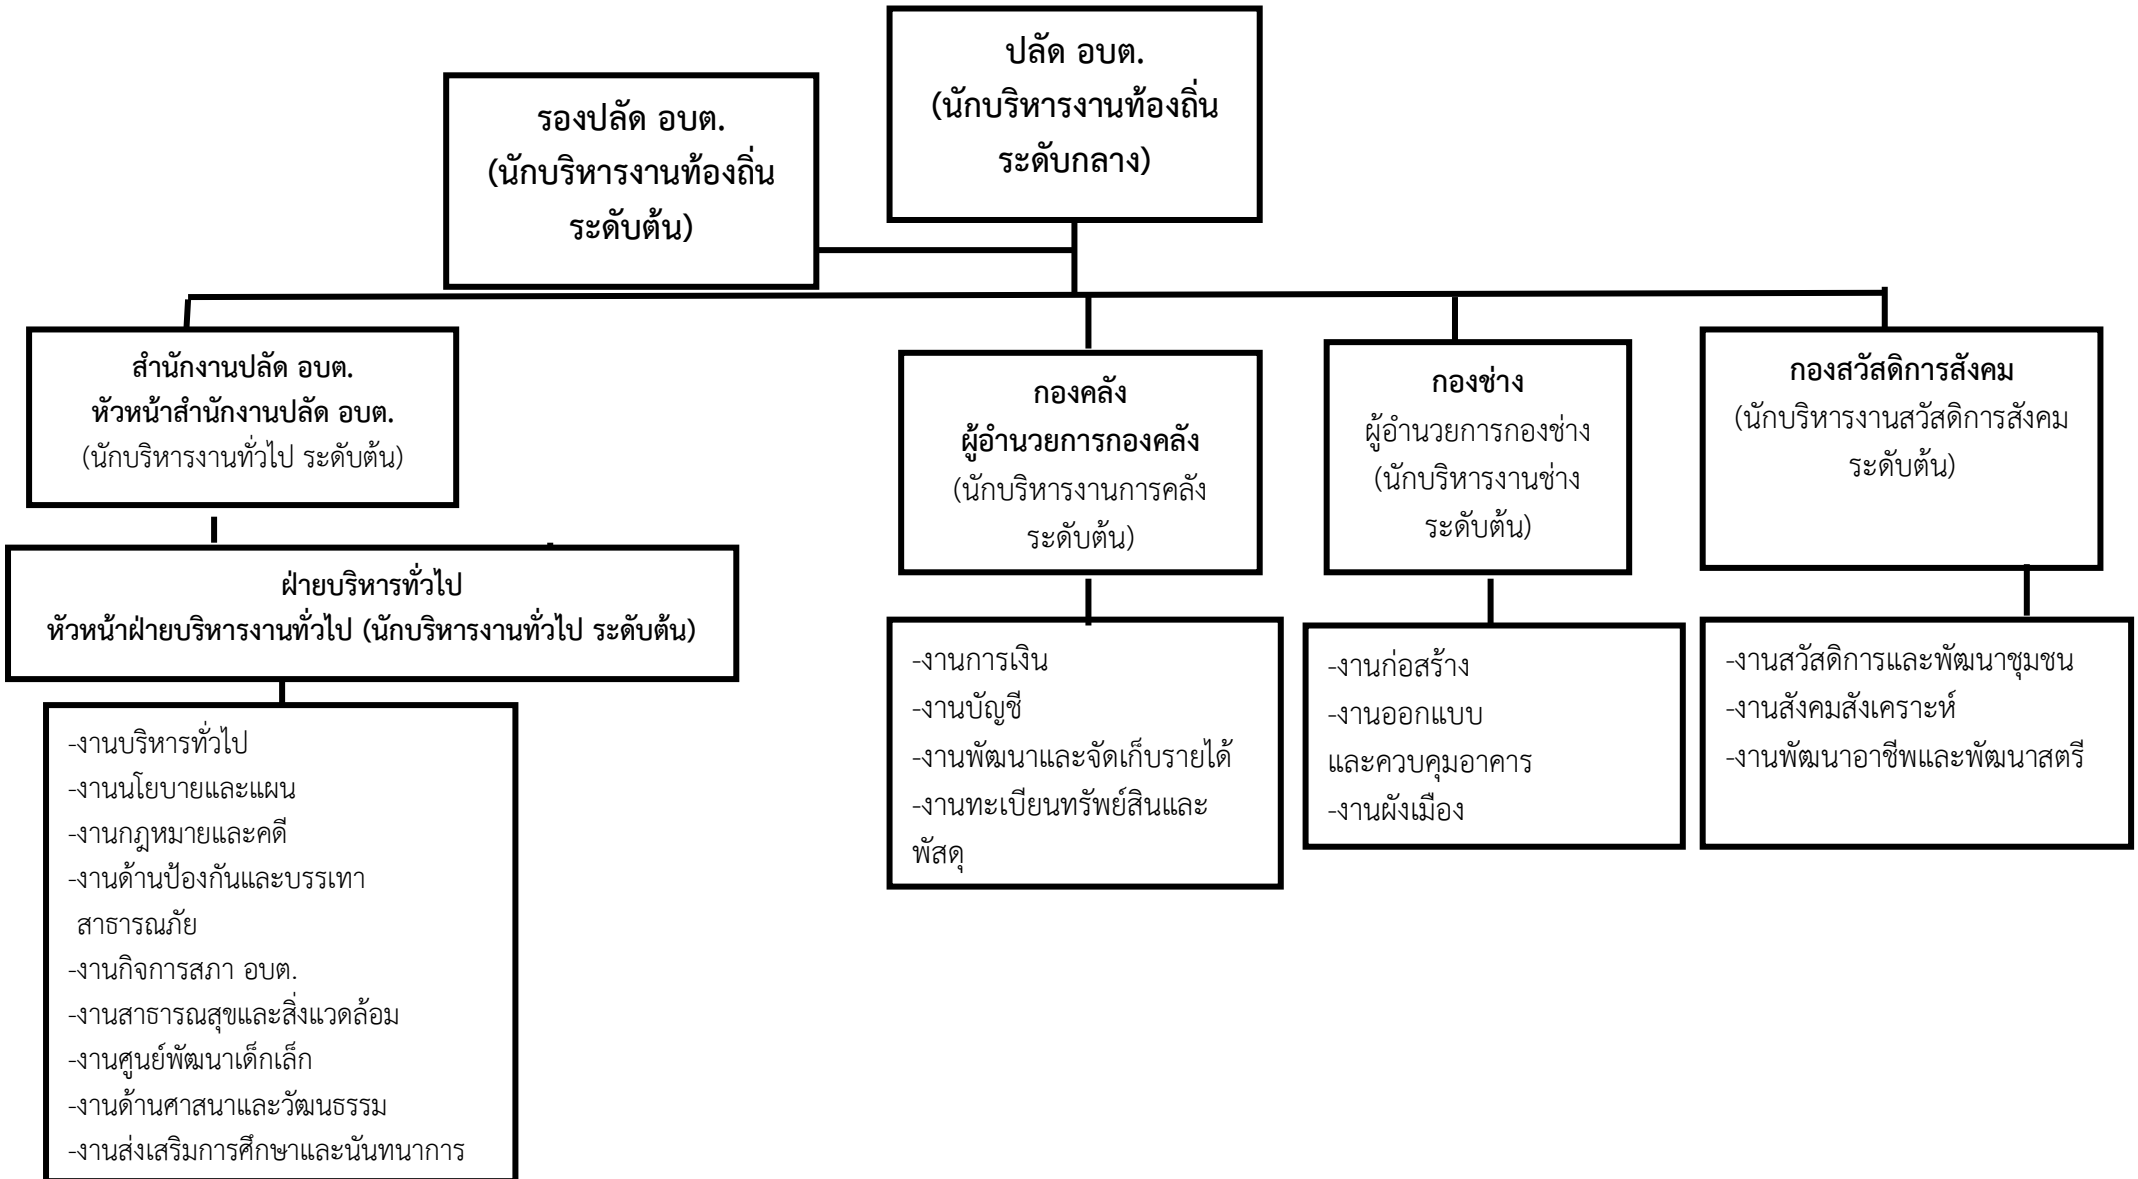 ปลัด อบต.
(นักบริหารงานท้องถิ่น
ระดับกลาง)
รองปลัด อบต.
(นักบริหารงานท้องถิ่น
ระดับต้น)
สำนักงานปลัด อบต.
หัวหน้าสำนักงานปลัด อบต.
(นักบริหารงานทั่วไป ระดับต้น)
กองคลัง
ผู้อำนวยการกองคลัง
(นักบริหารงานการคลัง
ระดับต้น)
กองช่าง
ผู้อำนวยการกองช่าง
(นักบริหารงานช่าง
ระดับต้น)
กองสวัสดิการสังคม
(นักบริหารงานสวัสดิการสังคม
ระดับต้น)
ฝ่ายบริหารทั่วไป
หัวหน้าฝ่ายบริหารงานทั่วไป (นักบริหารงานทั่วไป ระดับต้น)
-งานบริหารทั่วไป
-งานนโยบายและแผน
-งานกฎหมายและคดี
-งานด้านป้องกันและบรรเทา
สาธารณภัย
-งานกิจการสภา อบต.
-งานสาธารณสุขและสิ่งแวดล้อม
-งานศูนย์พัฒนาเด็กเล็ก
-งานด้านศาสนาและวัฒนธรรม
-งานส่งเสริมการศึกษาและนันทนาการ
-งานการเงิน
-งานบัญชี
-งานพัฒนาและจัดเก็บรายได้
-งานทะเบียนทรัพย์สินและ
พัสดุ
-งานก่อสร้าง
-งานออกแบบ
และควบคุมอาคาร
-งานผังเมือง
-งานสวัสดิการและพัฒนาชุมชน
-งานสังคมสังเคราะห์
-งานพัฒนาอาชีพและพัฒนาสตรี